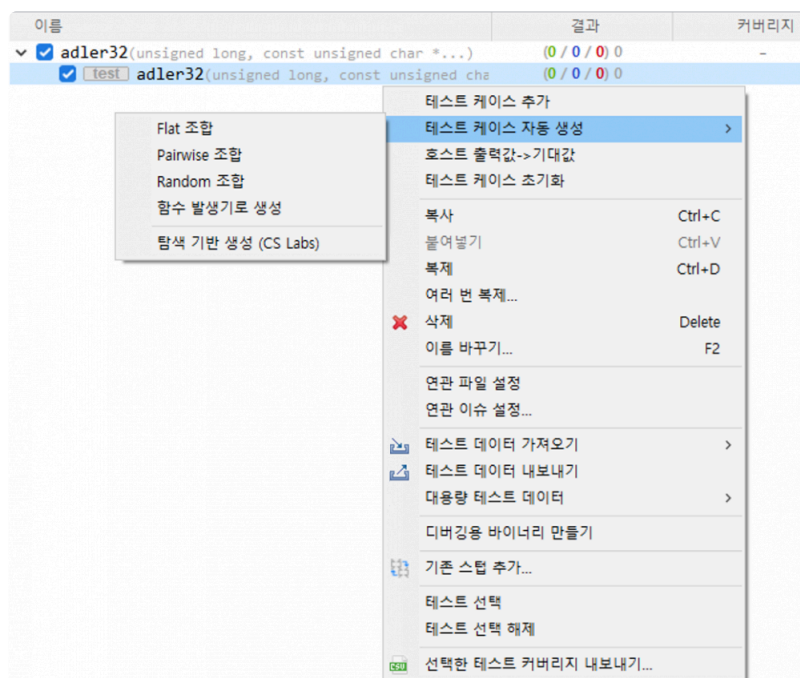 이름 결과 커버리지
adler32(unsigned long, const unsigned char *...) (0 / 0 / 0) 0 -
test adler32(unsigned long, const unsigned cha (0 / 0 / 0) 0
테스트 케이스 추가
테스트 케이스 자동 생성
Flat 조합
Pairwise 조합
Random 조합
함수 발생기로 생성
탐색 기반 생성 (CS Labs)
호스트 출력값->기대값
테스트 케이스 초기화
복사 Ctrl+C
붙여넣기 Ctrl+V
복제 Ctrl+D
여러 번 복제...
삭제 Delete
이름 바꾸기... F2
연관 파일 설정
연관 이슈 설정...
테스트 데이터 가져오기
테스트 데이터 내보내기
대용량 테스트 데이터
디버깅용 바이너리 만들기
기존 스텁 추가...
테스트 선택
테스트 선택 해제
CSV 선택한 테스트 커버리지 내보내기...